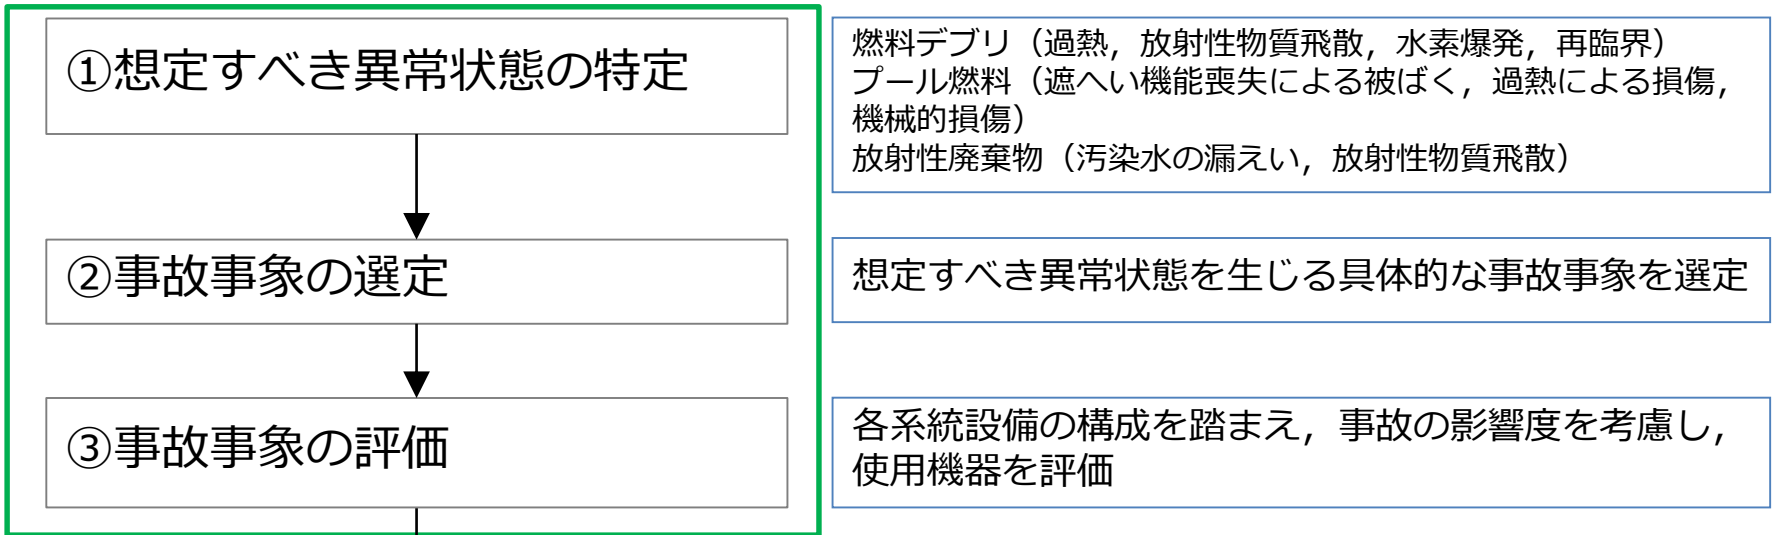 ①想定すべき異常状態の特定
燃料デブリ（過熱，放射性物質飛散，水素爆発，再臨界）
プール燃料（遮へい機能喪失による被ばく，過熱による損傷，
機械的損傷）
放射性廃棄物（汚染水の漏えい，放射性物質飛散）
②事故事象の選定
想定すべき異常状態を生じる具体的な事故事象を選定
③事故事象の評価
各系統設備の構成を踏まえ，事故の影響度を考慮し，
使用機器を評価